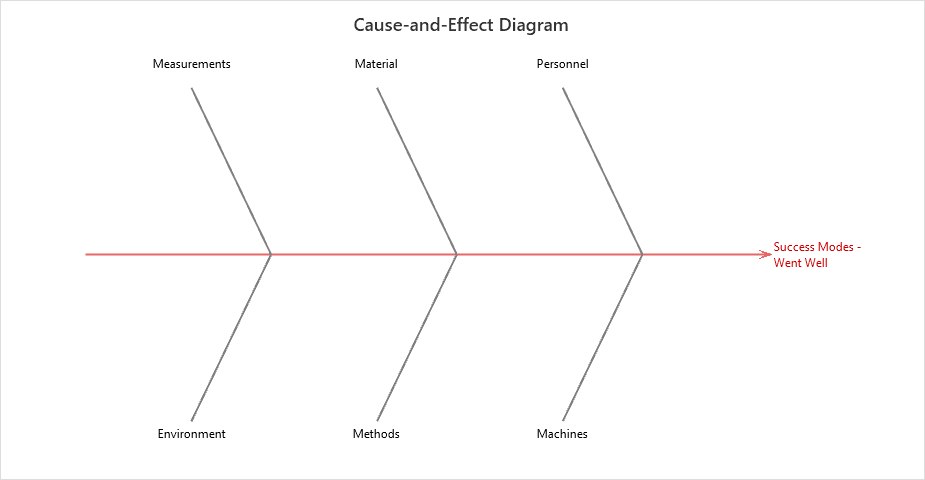 Cause-and-Effect Diagram
Measurements
Material
Personnel
Success Modes -
Went Well
Environment
Methods
Machines